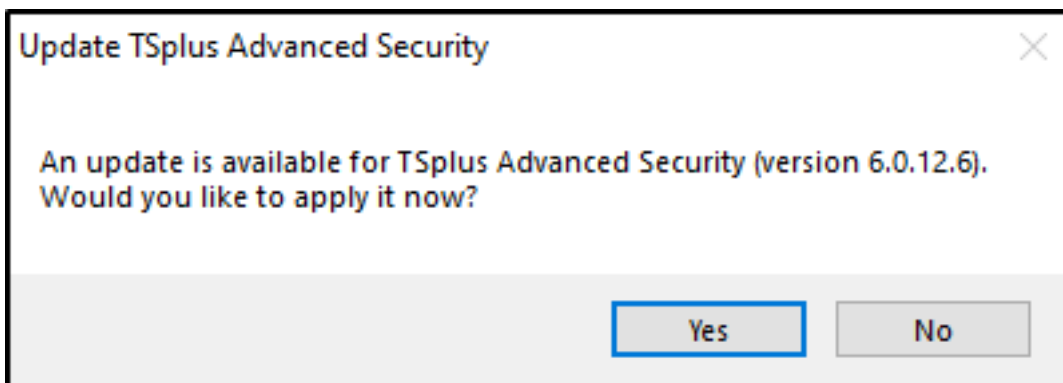 Update TSplus Advanced Security
An update is available for TSplus Advanced Security (version 6.0.12.6).
Would you like to apply it now?
Yes
No